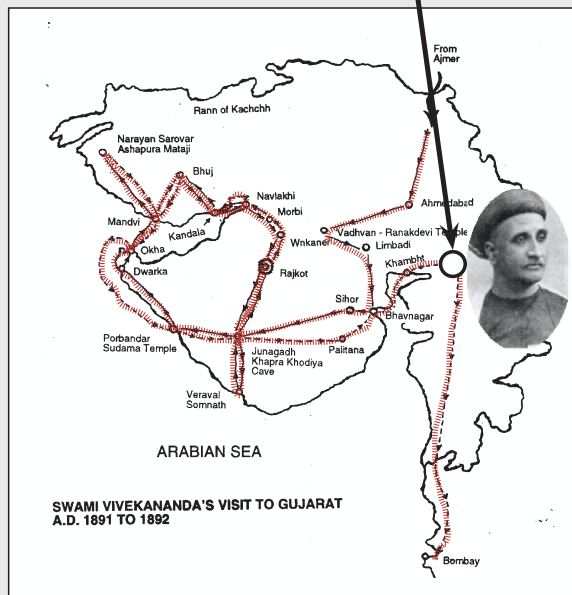 From
Ajmer
Rann of Kachchh
Narayan Sarovar
Ashapura Mataji
Bhuj
Navlakhi
Morbi
Ahmedabad
Mandvi
Kandala
Wnkaner
Vadhvan - Ranakdevi Temple
Limbadi
Okha
Dwarka
Rajkot
Khambht
Sihor
Bhavnagar
Porbandar
Sudama Temple
Junagadh
Khapra Khodiya
Cave
Palitana
Veraval
Somnath
ARABIAN SEA
SWAMI VIVEKANANDA'S VISIT TO GUJARAT
A.D. 1891 TO 1892
Bombay